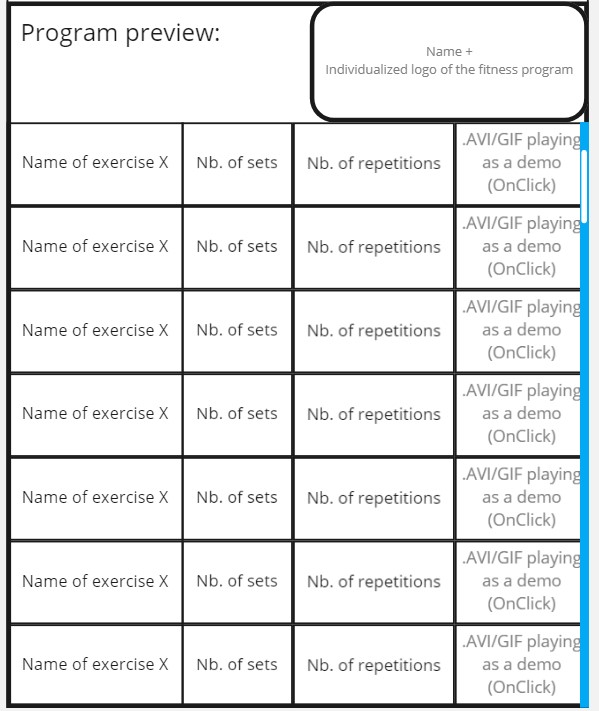 Program preview:
Name +
Individualized logo of the fitness program
Name of exercise X Nb. of sets Nb. of repetitions .AVI/GIF playing
as a demo
(OnClick)
Name of exercise X Nb. of sets Nb. of repetitions .AVI/GIF playing
as a demo
(OnClick)
Name of exercise X Nb. of sets Nb. of repetitions .AVI/GIF playing
as a demo
(OnClick)
Name of exercise X Nb. of sets Nb. of repetitions .AVI/GIF playing
as a demo
(OnClick)
Name of exercise X Nb. of sets Nb. of repetitions .AVI/GIF playing
as a demo
(OnClick)
Name of exercise X Nb. of sets Nb. of repetitions .AVI/GIF playing
as a demo
(OnClick)
Name of exercise X Nb. of sets Nb. of repetitions .AVI/GIF playing
as a demo
(OnClick)